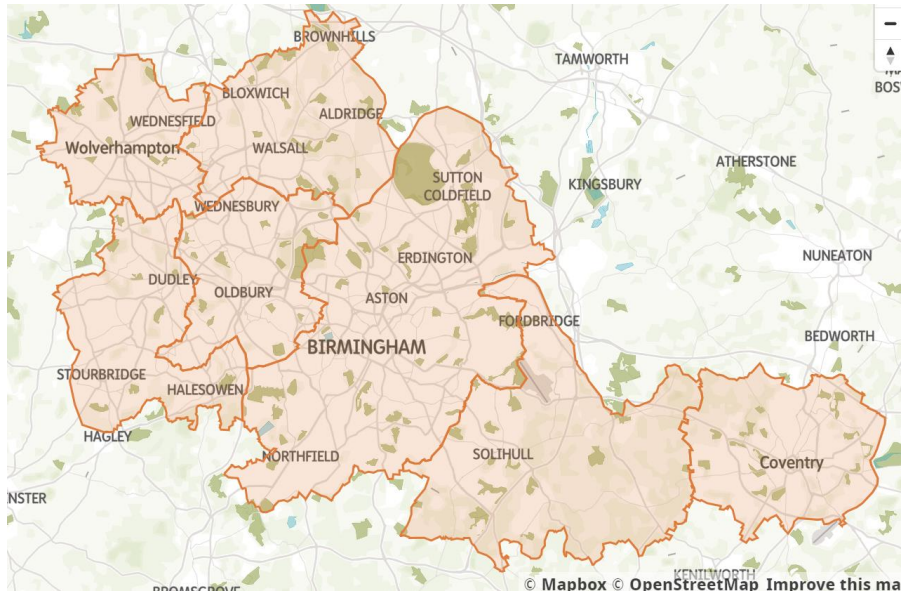 BROWNHILLS
TAMWORTH
BLOXWICH
WEDNESFIELD
ALDRIDGE
Wolverhampton
WALSALL
ATHERSTONE
SUTTON
COLDFIELD
KINGSBURY
WEDNESBURY
ERDINGTON
NUNEATON
DUDLEY
OLDBURY
ASTON
FORDBRIDGE
BEDWORTH
BIRMINGHAM
STOURBRIDGE
HALESOWEN
HAGLEY
NORTHFIELD
SOLIHULL
Coventry
NSTER
KENILWORTH
© Mapbox © OpenStreetMap Improve this ma
BROMSGROVE